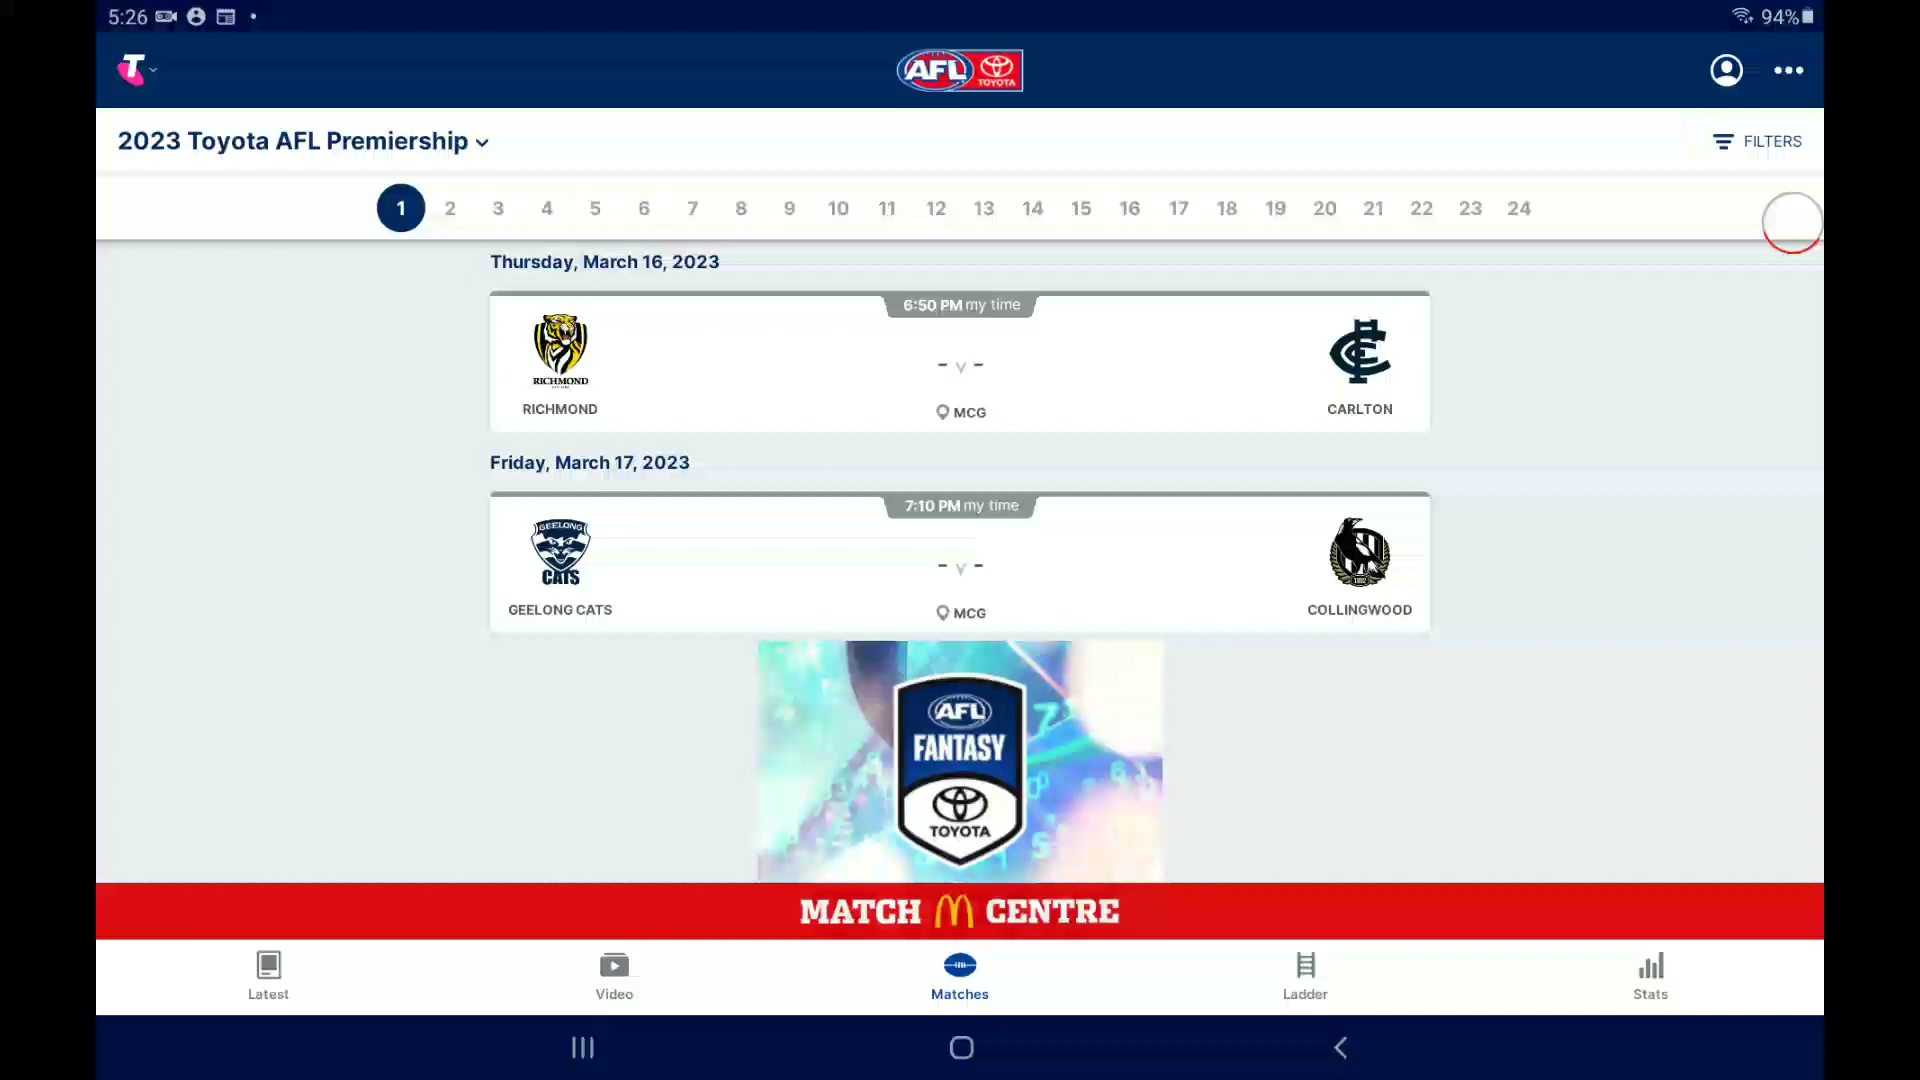 5:26
94%
T
AFL TOYOTA
2023 Toyota AFL Premiership
FILTERS
1 2 3 4 5 6 7 8 9 10 11 12 13 14 15 16 17 18 19 20 21 22 23 24
Thursday, March 16, 2023
6:50 PM my time
RICHMOND
- v -
RICHMOND
MCG
CARLTON
Friday, March 17, 2023
7:10 PM my time
GEELONG
CATS
- v -
GEELONG CATS
MCG
COLLINGWOOD
AFL
FANTASY
TOYOTA
MATCH M CENTRE
Latest
Video
Matches
Ladder
Stats